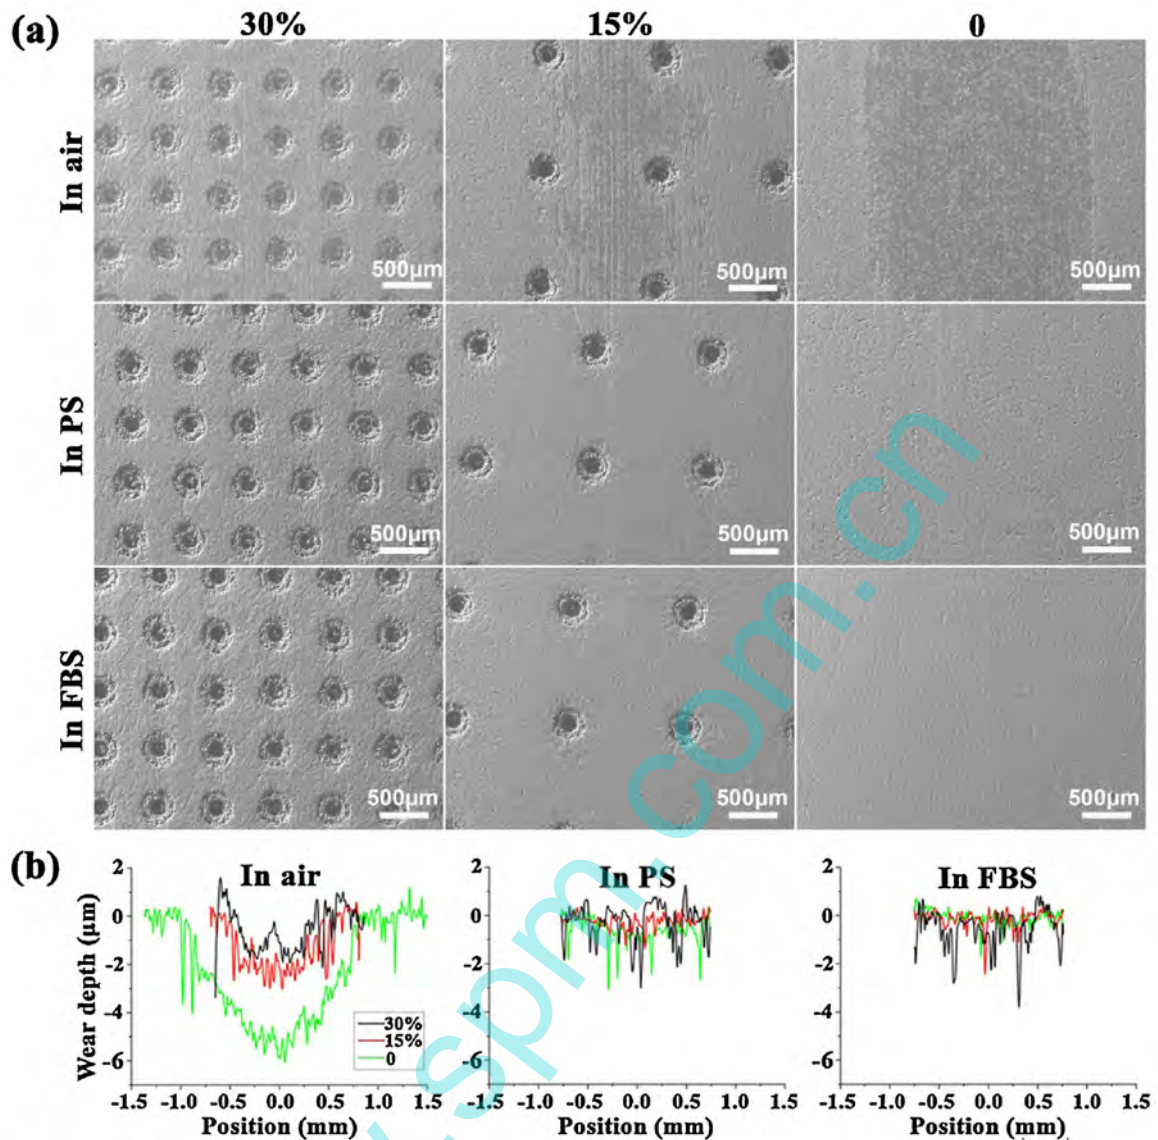 (a)
30% 15% 0
In air
500μm 500μm 500μm
In PS
500μm 500μm 500μm
In FBS
500μm 500μm 500μm
(b)
In air In PS In FBS
Wear depth (μm)
2 2 2
0 0 0
-2 -2 -2
-4 -4 -4
-6 -6 -6
30%
15%
0
-1.5 -1.0 -0.5 0.0 0.5 1.0 1.5 -1.5 -1.0 -0.5 0.0 0.5 1.0 1.5 -1.5 -1.0 -0.5 0.0 0.5 1.0 1.5
Position (mm) Position (mm) Position (mm)
.spm.com.cn